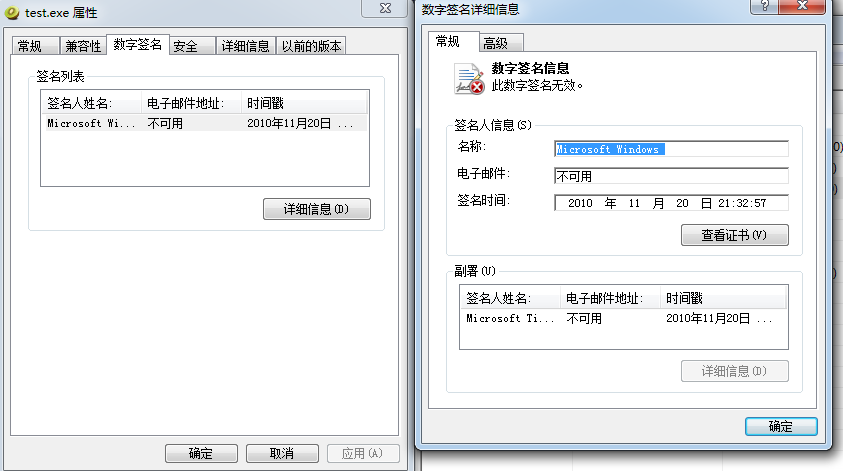 test.exe 属性
常规 兼容性 数字签名 安全 详细信息 以前的版本
签名列表
签名人姓名: 电子邮件地址: 时间戳
Microsoft Wi... 不可用 2010年11月20日 ...
详细信息(D)
确定 取消 应用(A)
数字签名详细信息
常规 高级
数字签名信息
此数字签名无效。
签名人信息(S)
名称: Microsoft Windows
电子邮件: 不可用
签名时间: 2010 年 11 月 20 日 21:32:57
查看证书(V)
副署(U)
签名人姓名: 电子邮件地址: 时间戳
Microsoft Ti... 不可用 2010年11月20日 ...
详细信息(D)
确定